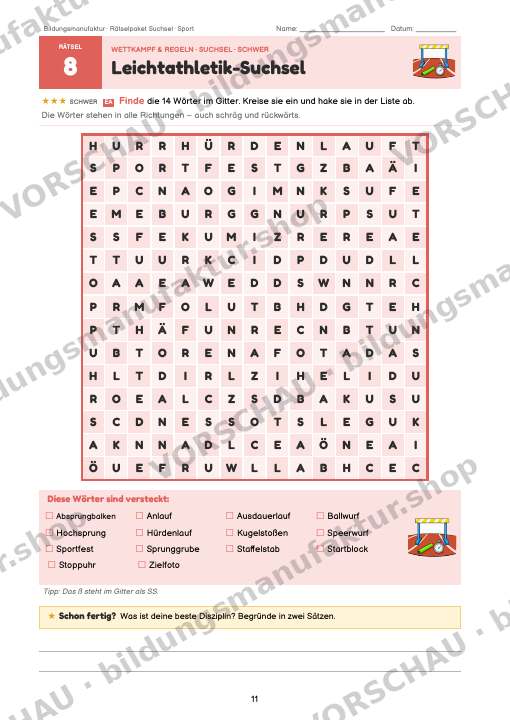 Bildungsmanufaktur · Rätselpaket Suchsel · Sport Name: Datum:
RÄTSEL
8
WETTKAMPF & REGELN · SUCHSEL · SCHWER
Leichtathletik-Suchsel
★★★ SCHWER EA Finde die 14 Wörter im Gitter. Kreise sie ein und hake sie in der Liste ab.
Die Wörter stehen in alle Richtungen – auch schräg und rückwärts.
H U R R H Ü R D E N L A U F T
S P O R T F E S T G Z B A Ä I
E P C N A O G I M N K S U F E
E M E B U R G G N U R P S U T
S S F E K U M I Z R E R E A E
T T U U R K C I D P D U D L L
O A A E A W E D D S W N N R C
P R M F O L U T B H D G T E H
P T H Ä F U N R E C N B T U N
U B T O R E N A F O T A D A S
H L T D I R L Z I H E L I D U
R O E A L C Z S D B A K U S U
S C D N E S S O T S L E G U K
A K N N A D L C E A Ö N E A I
Ö U E F R U W L L A B H C E C
Diese Wörter sind versteckt:
☐ Absprungbalken ☐ Anlauf ☐ Ausdauerlauf ☐ Ballwurf
☐ Hochsprung ☐ Hürdenlauf ☐ Kugelstoßen ☐ Speerwurf
☐ Sportfest ☐ Sprunggrube ☐ Staffelstab ☐ Startblock
☐ Stoppuhr ☐ Zielfoto
Tipp: Das ß steht im Gitter als SS.
★ Schon fertig? Was ist deine beste Disziplin? Begründe in zwei Sätzen.
11
VORSCHAU · bildungsmanufaktur.shop